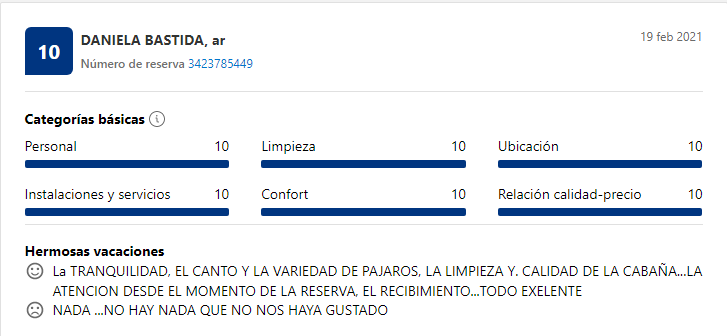 10
DANIELA BASTIDA, ar
19 feb 2021
Número de reserva 3423785449
Categorías básicas
Personal 10
Limpieza 10
Ubicación 10
Instalaciones y servicios 10
Confort 10
Relación calidad-precio 10
Hermosas vacaciones
La TRANQUILIDAD, EL CANTO Y LA VARIEDAD DE PAJAROS, LA LIMPIEZA Y. CALIDAD DE LA CABAÑA...LA
ATENCION DESDE EL MOMENTO DE LA RESERVA, EL RECIBIMIENTO...TODO EXELENTE
NADA ...NO HAY NADA QUE NO NOS HAYA GUSTADO